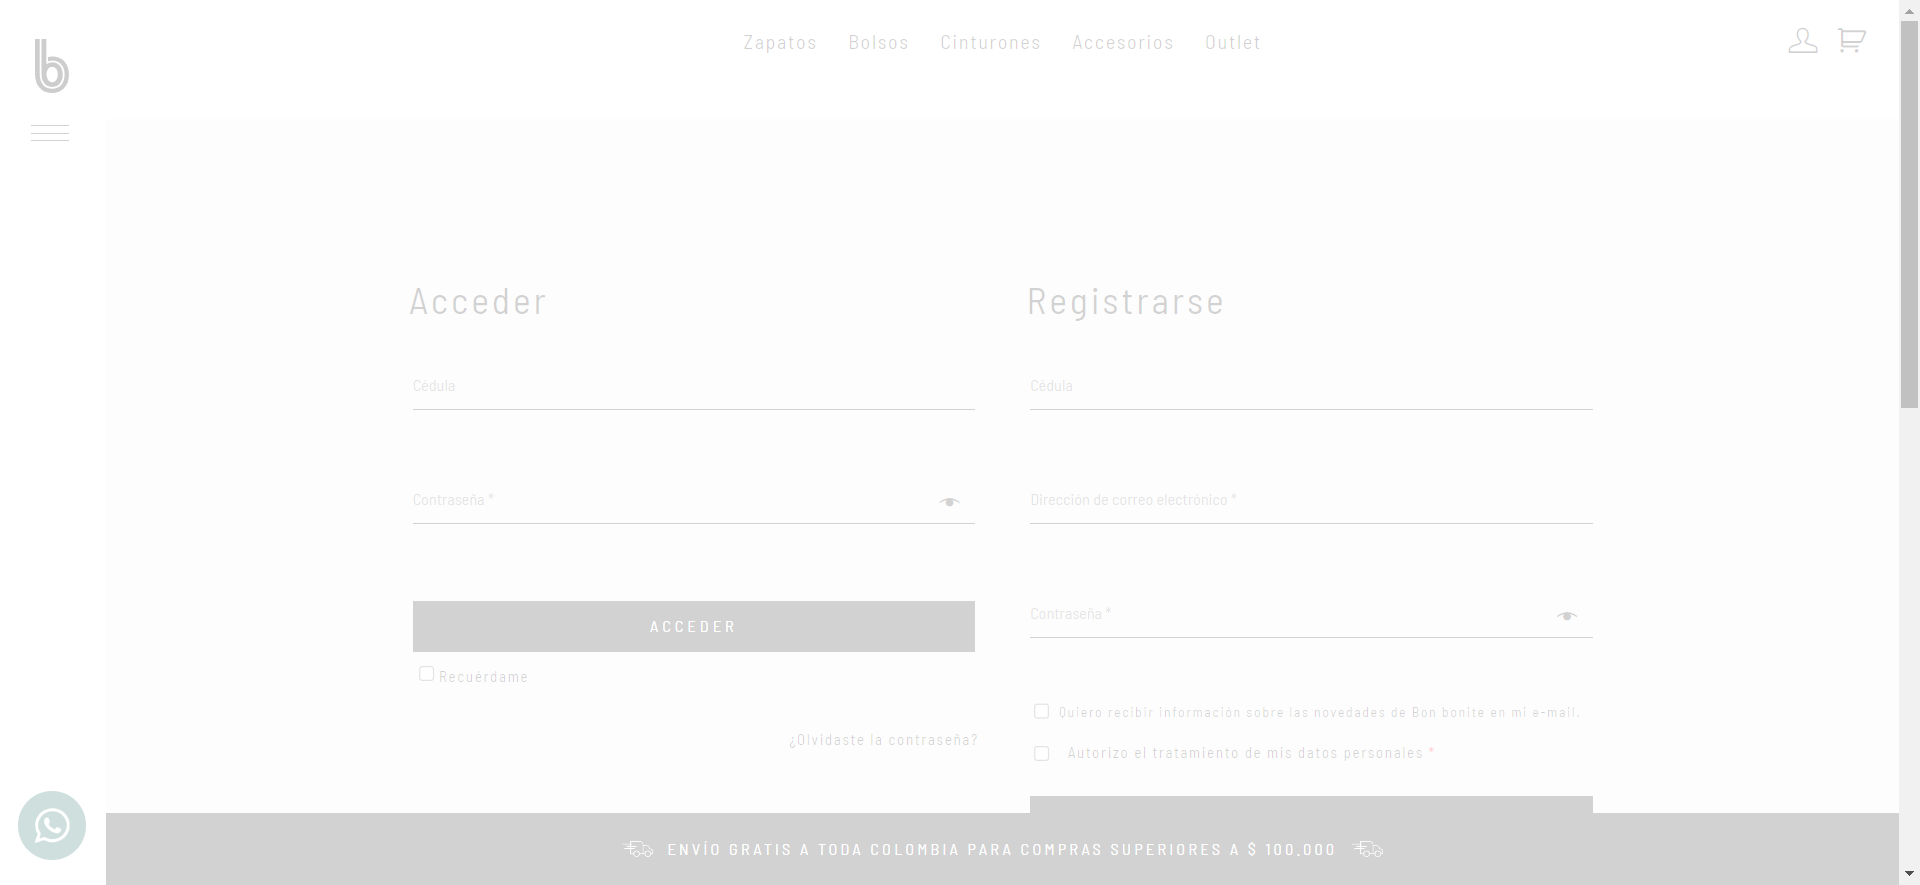 b
Zapatos Bolsos Cinturones Accesorios Outlet
Acceder
Cédula
Contraseña *
ACCEDER
Recuérdame
¿Olvidaste la contraseña?
Registrarse
Cédula
Dirección de correo electrónico *
Contraseña *
Quiero recibir información sobre las novedades de Bon bonite en mi e-mail.
Autorizo el tratamiento de mis datos personales *
ENVÍO GRATIS A TODA COLOMBIA PARA COMPRAS SUPERIORES A $ 100.000